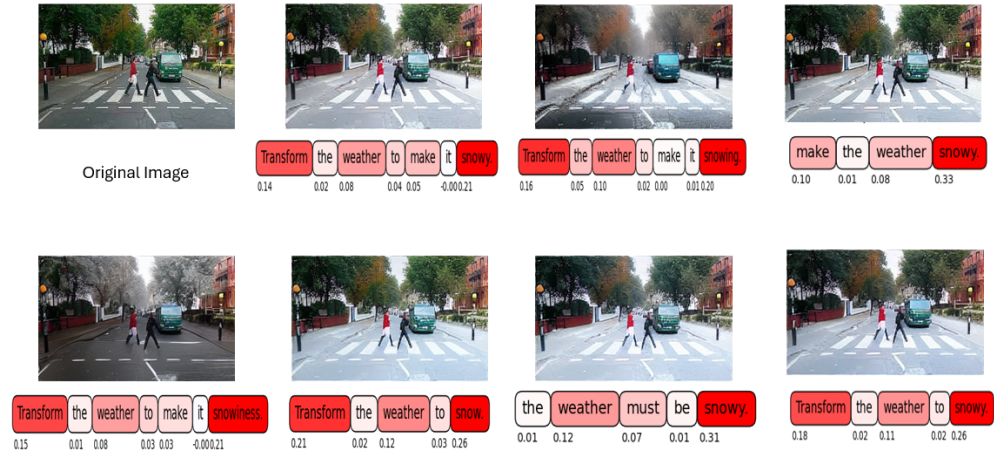 Original Image
Transform the weather to make it snowy.
0.14 0.02 0.08 0.04 0.05 -0.00 0.21
Transform the weather to make it snowing.
0.16 0.05 0.10 0.02 0.00 0.01 0.20
make the weather snowy.
0.10 0.01 0.08 0.33
Transform the weather to make it snowiness.
0.15 0.01 0.08 0.03 0.03 -0.00 0.21
Transform the weather to snow.
0.21 0.02 0.12 0.03 0.26
the weather must be snowy.
0.01 0.12 0.07 0.01 0.31
Transform the weather to snowy.
0.18 0.02 0.11 0.02 0.26